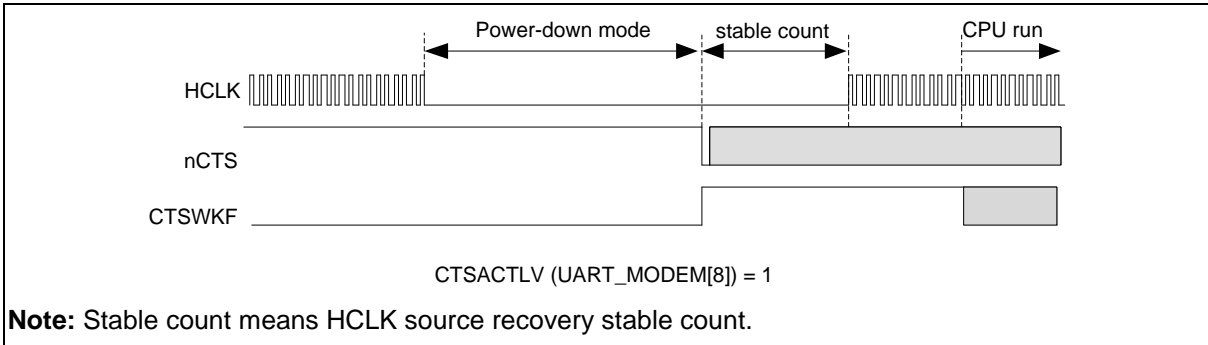 Power-down mode
stable count
CPU run
HCLK
nCTS
CTSWKF
CTSACTLV (UART_MODEM[8]) = 1
Note: Stable count means HCLK source recovery stable count.